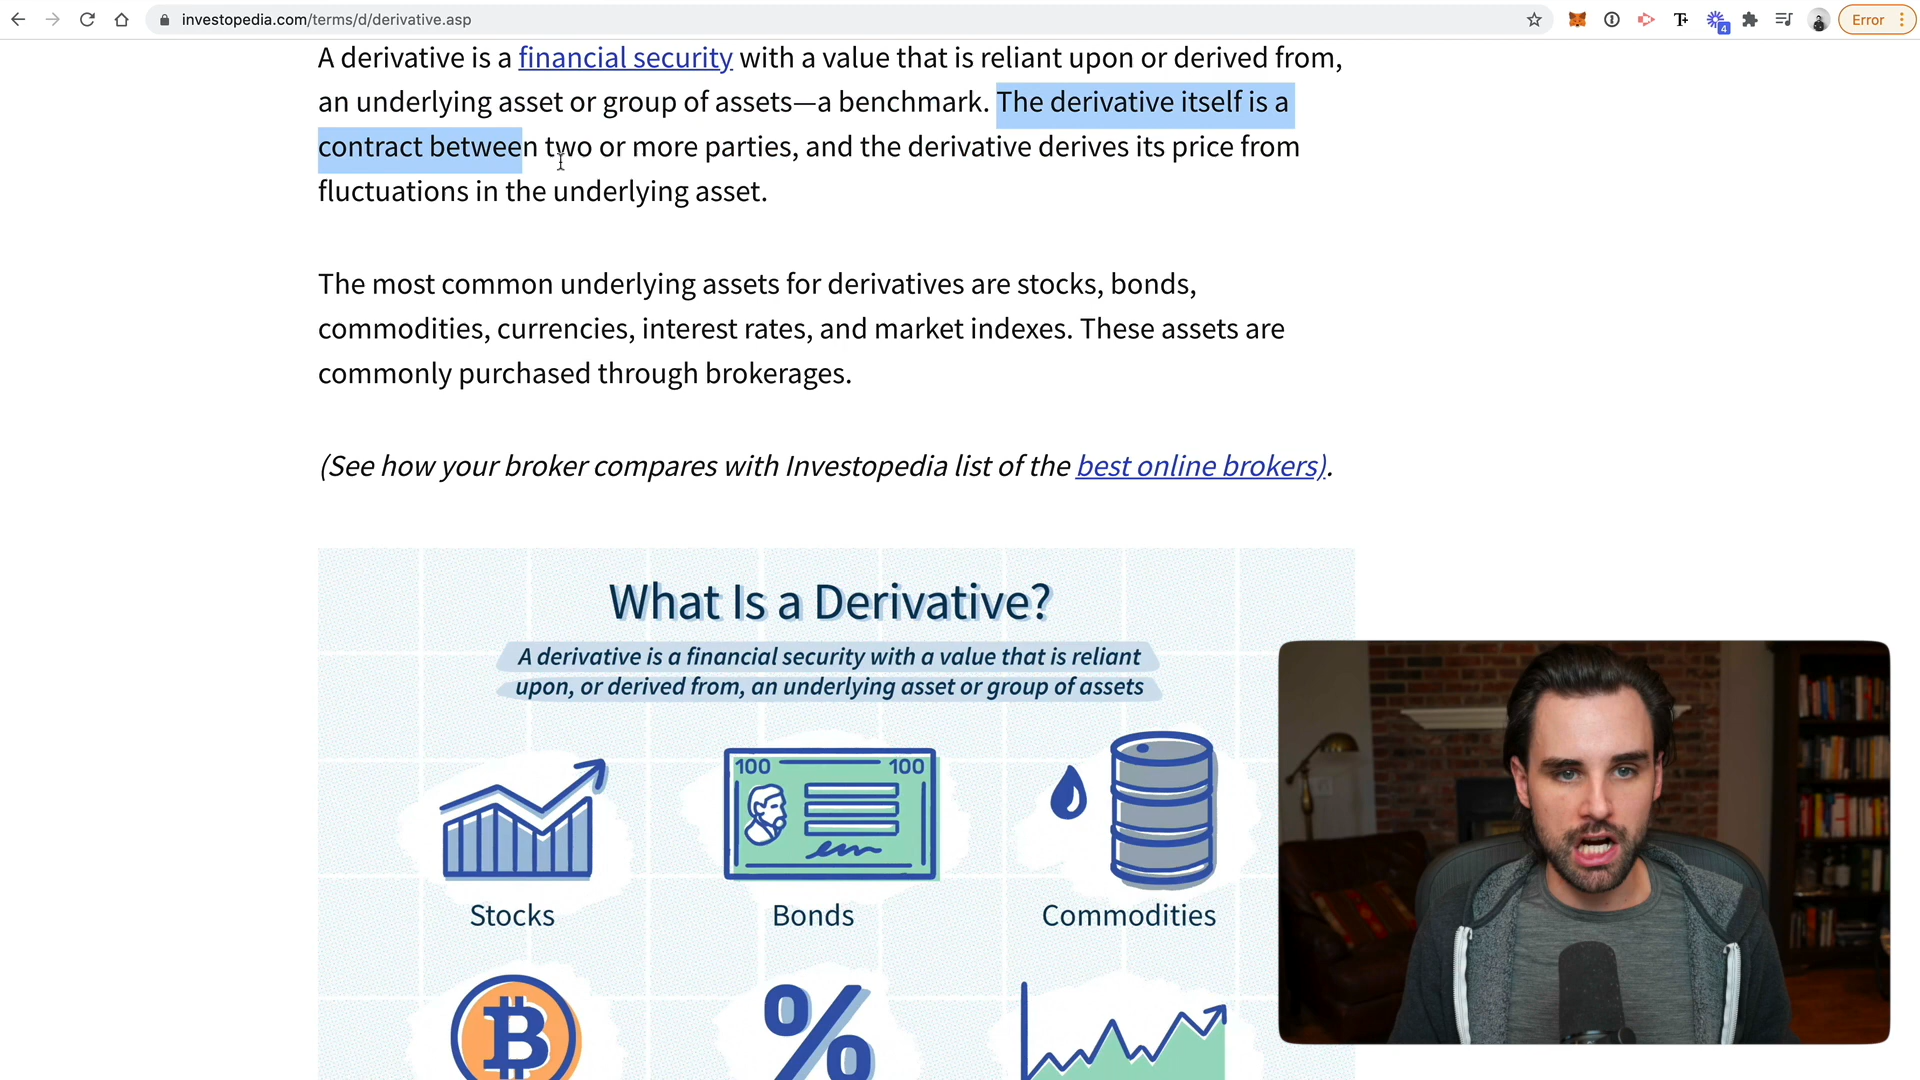 investopedia.com/terms/d/derivative.asp
Error
4
A derivative is a financial security with a value that is reliant upon or derived from,
an underlying asset or group of assets—a benchmark. The derivative itself is a
contract between two or more parties, and the derivative derives its price from
fluctuations in the underlying asset.
The most common underlying assets for derivatives are stocks, bonds,
commodities, currencies, interest rates, and market indexes. These assets are
commonly purchased through brokerages.
(See how your broker compares with Investopedia list of the best online brokers).
What Is a Derivative?
A derivative is a financial security with a value that is reliant
upon, or derived from, an underlying asset or group of assets
100 100
Stocks Bonds Commodities
%